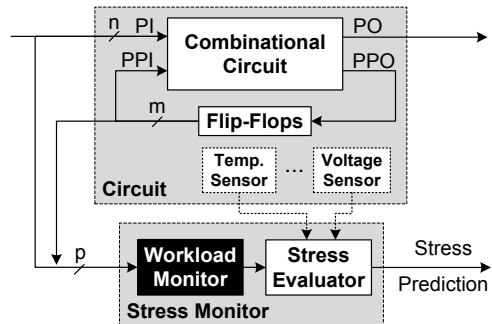 n PI
Combinational
Circuit
PO
PPI
PPO
m
Flip-Flops
Temp.
Sensor
...
Voltage
Sensor
Circuit
p
Workload
Monitor
Stress
Evaluator
Stress
Prediction
Stress Monitor